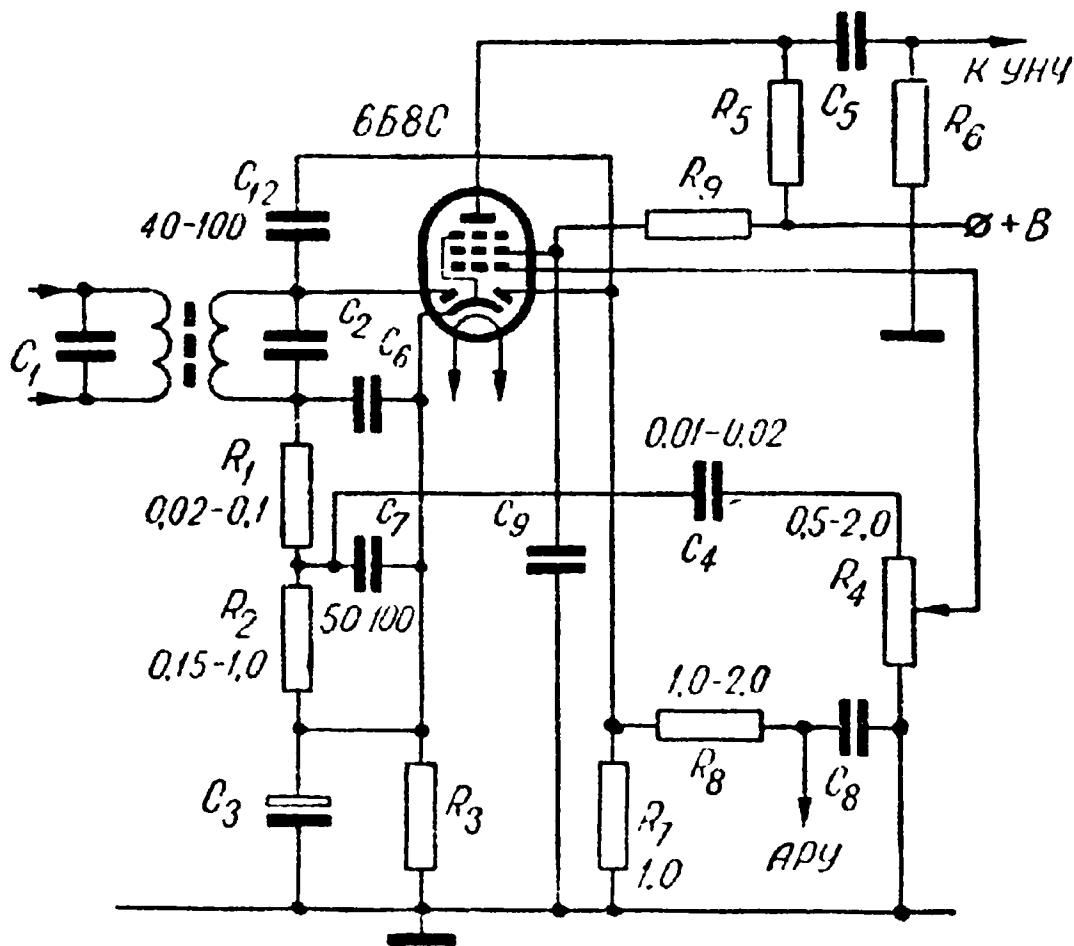 К УНЧ
R5
C5
R6
6Б8С
C12
40-100
R9
+ В
C1
C2
C6
R1
0,02-0,1
C7
C9
0,01-0,02
C4
0,5-2,0
R4
R2
50 100
0,15-1,0
1,0-2,0
R8
C8
C3
R3
R7
1,0
АРУ